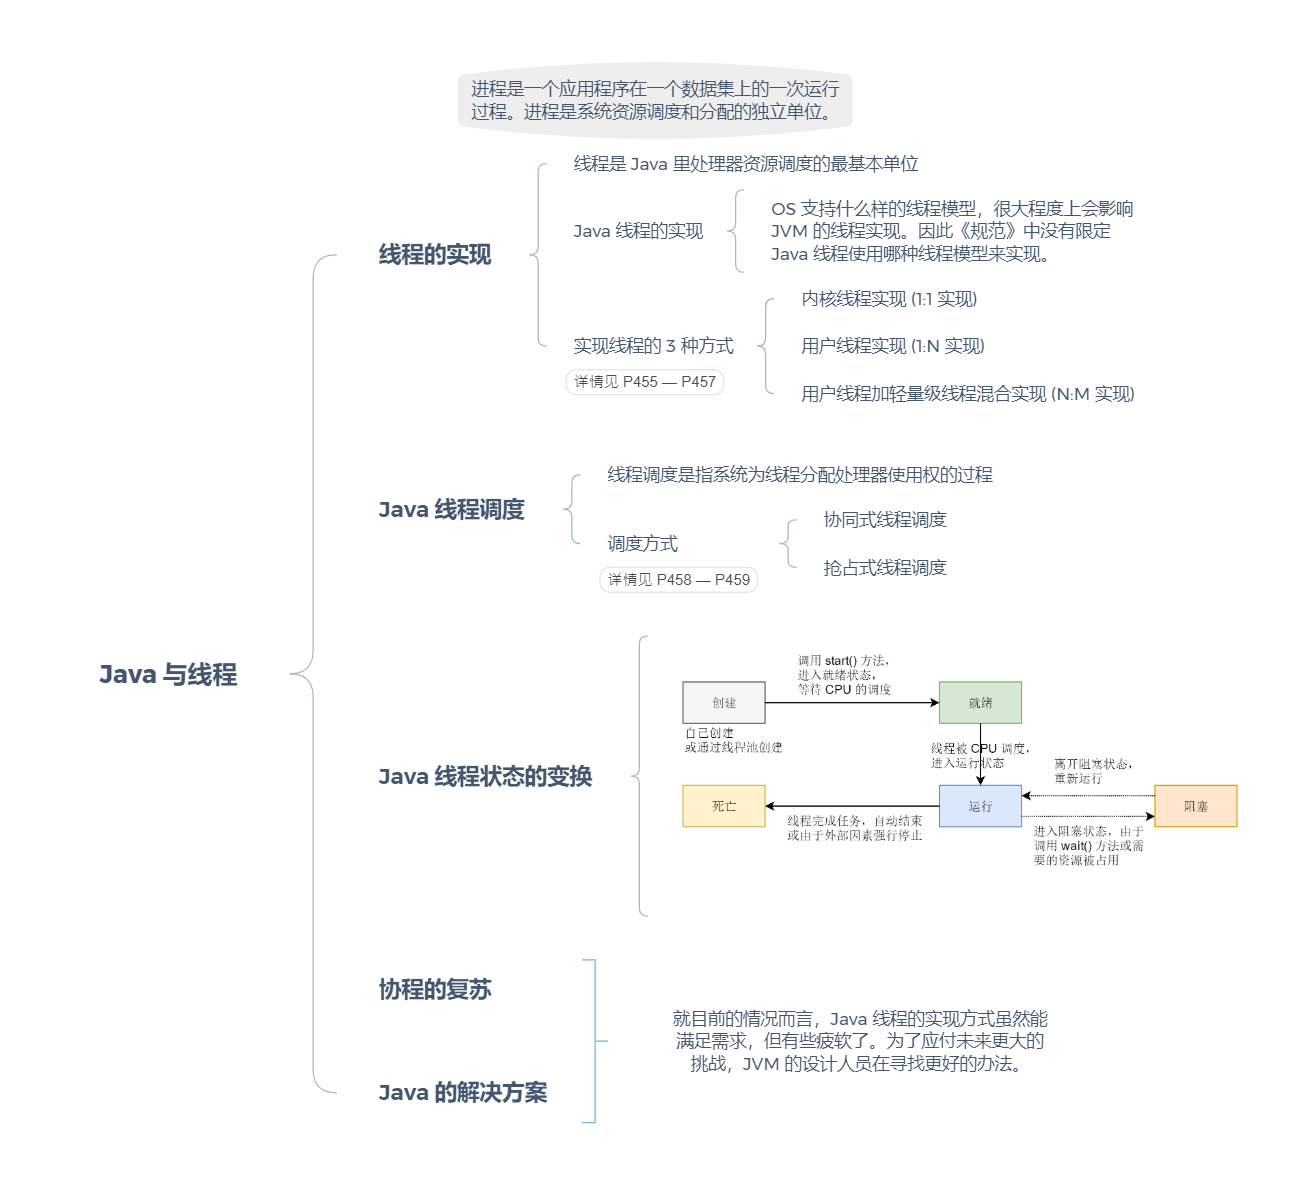 进程是一个应用程序在一个数据集上的一次运行
过程。进程是系统资源调度和分配的独立单位。
线程的实现
线程是 Java 里处理器资源调度的最基本单位
Java 线程的实现
OS 支持什么样的线程模型，很大程度上会影响
JVM 的线程实现。因此《规范》中没有限定
Java 线程使用哪种线程模型来实现。
实现线程的 3 种方式
详情见 P455 — P457
内核线程实现 (1:1 实现)
用户线程实现 (1:N 实现)
用户线程加轻量级线程混合实现 (N:M 实现)
Java 线程调度
线程调度是指系统为线程分配处理器使用权的过程
调度方式
详情见 P458 — P459
协同式线程调度
抢占式线程调度
Java 与线程
Java 线程状态的变换
调用 start() 方法，
进入就绪状态，
等待 CPU 的调度
创建
就绪
自己创建
或通过线程池创建
线程被 CPU 调度，
进入运行状态
离开阻塞状态，
重新运行
死亡
运行
阻塞
线程完成任务，自动结束
或由于外部因素强行停止
进入阻塞状态，由于
调用 wait() 方法或需
要的资源被占用
协程的复苏
Java 的解决方案
就目前的情况而言，Java 线程的实现方式虽然能
满足需求，但有些疲软了。为了应付未来更大的
挑战，JVM 的设计人员在寻找更好的办法。